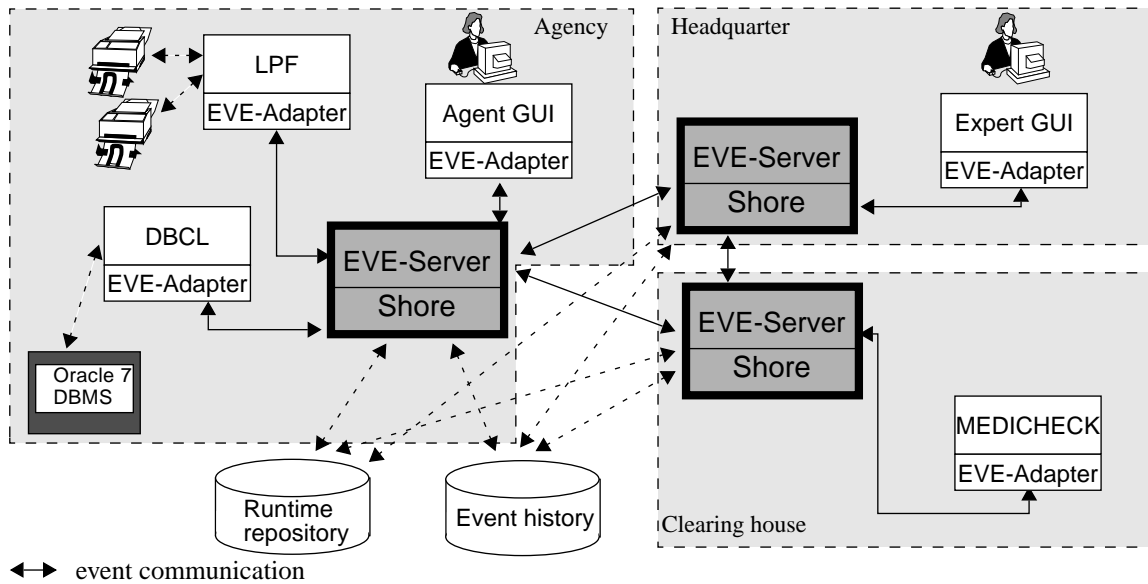 Agency
LPF
EVE-Adapter
Agent GUI
EVE-Adapter
DBCL
EVE-Adapter
EVE-Server
Shore
Oracle 7
DBMS
Headquarter
EVE-Server
Shore
Expert GUI
EVE-Adapter
EVE-Server
Shore
MEDICHECK
EVE-Adapter
Clearing house
Runtime
repository
Event history
event communication